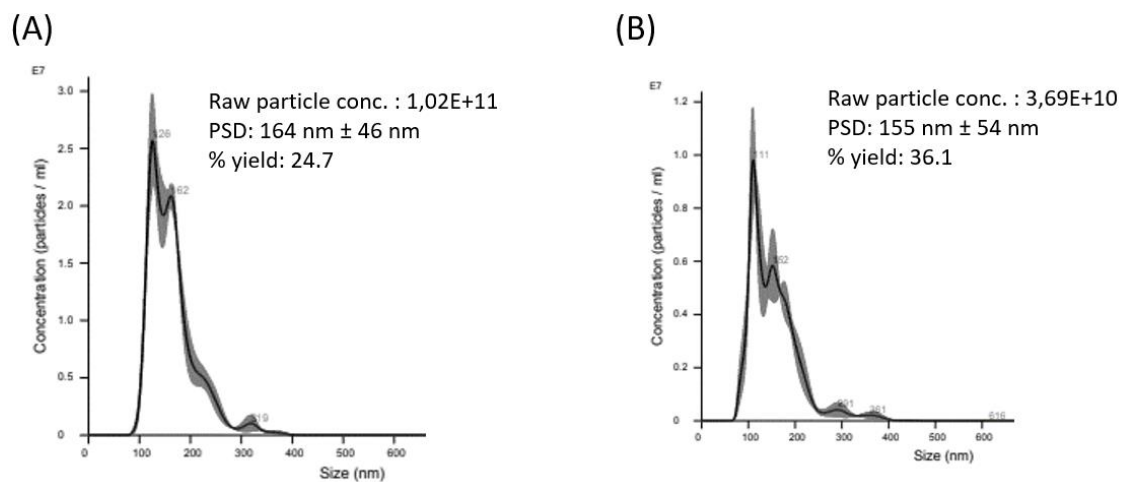 (A)
E7
Raw particle conc. : 1,02E+11
PSD: 164 nm ± 46 nm
% yield: 24.7
Concentration (particles / ml)
3.0
2.5
2.0
1.5
1.0
0.5
0
126
162
319
0 100 200 300 400 500 600
Size (nm)
(B)
E7
Raw particle conc. : 3,69E+10
PSD: 155 nm ± 54 nm
% yield: 36.1
Concentration (particles / ml)
1.2
1.0
0.8
0.6
0.4
0.2
0
111
152
291
361
616
0 100 200 300 400 500 600
Size (nm)